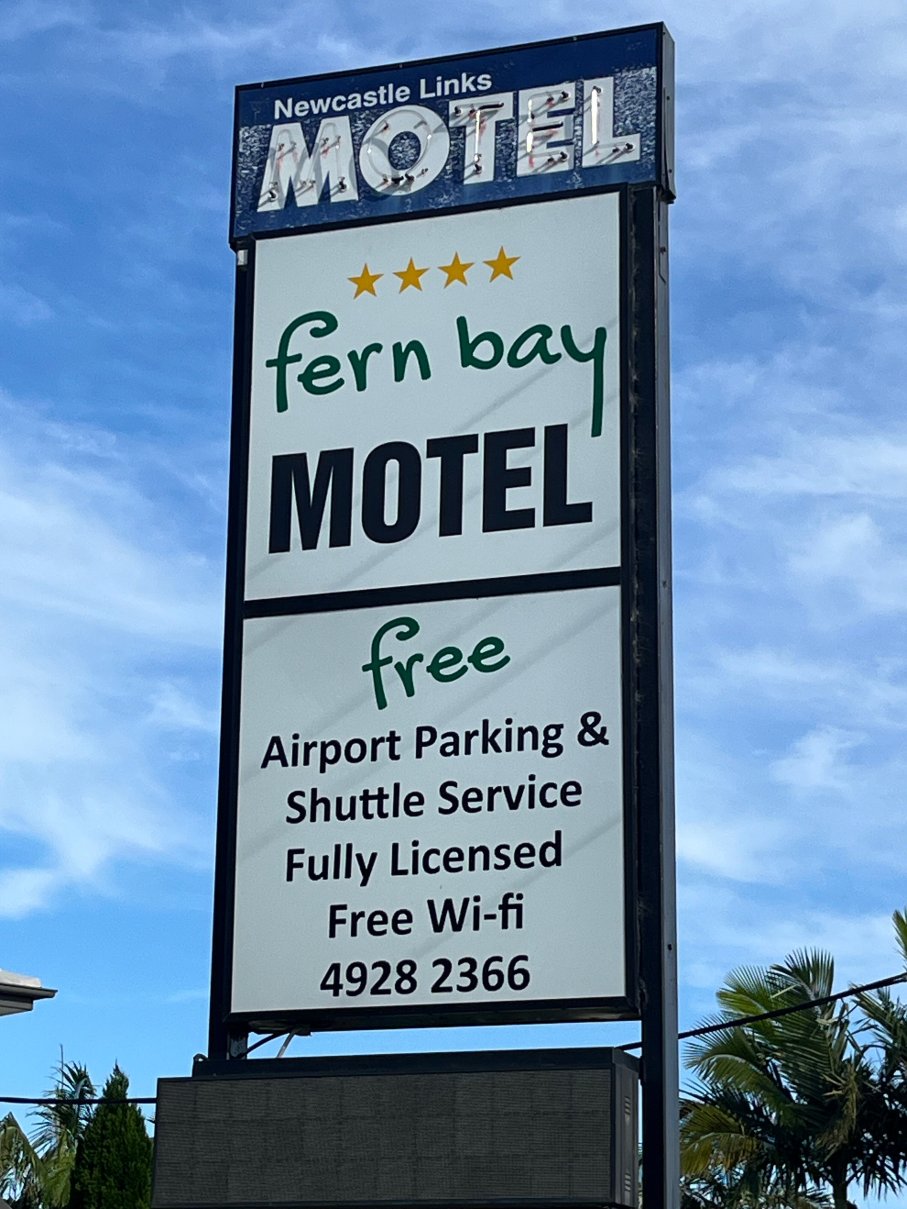 Newcastle Links
MOTEL
fern bay
MOTEL
free
Airport Parking &
Shuttle Service
Fully Licensed
Free Wi-fi
4928 2366